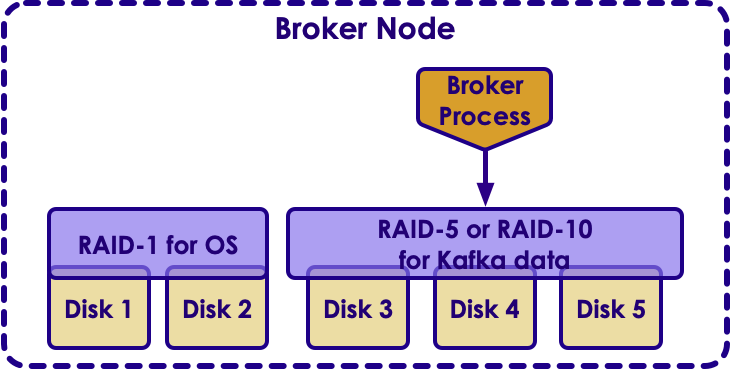 Broker Node
Broker
Process
RAID-1 for OS
RAID-5 or RAID-10
for Kafka data
Disk 1
Disk 2
Disk 3
Disk 4
Disk 5